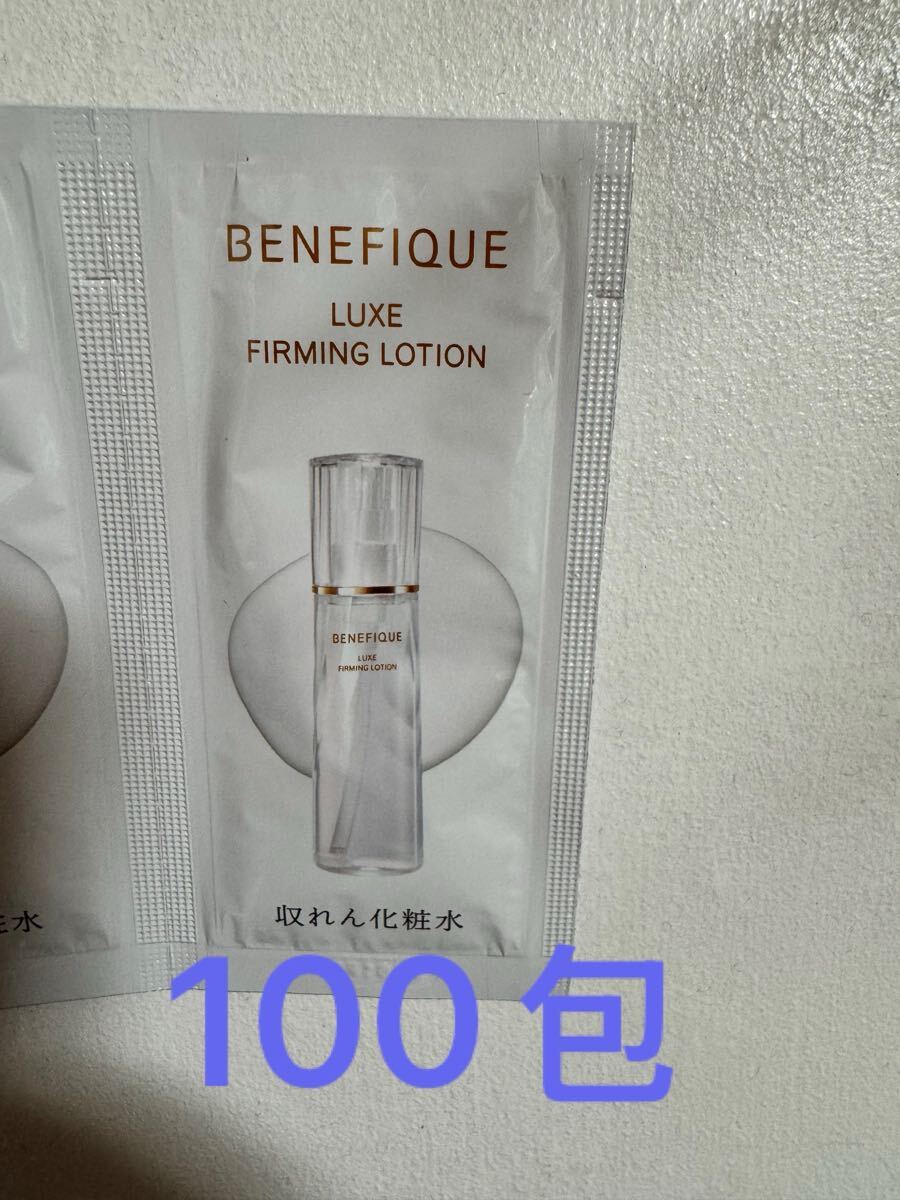 BENEFIQUE
LUXE
FIRMING LOTION
BENEFIQUE
LUXE
FIRMING LOTION
収れん化粧水
水
100包